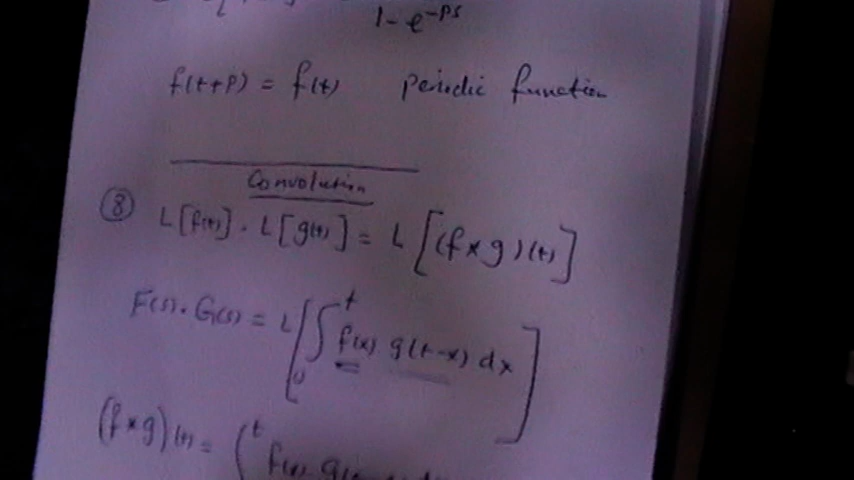 1 - e^-ps
f(t+p) = f(t) periodic function
Convolution
⑧ L[f(t)] . L[g(t)] = L[(f*g)(t)]
F(s) . G(s) = L[∫₀ᵗ f(x) g(t-x) dx]
(f*g)(t) = ∫ᵗ f(x)